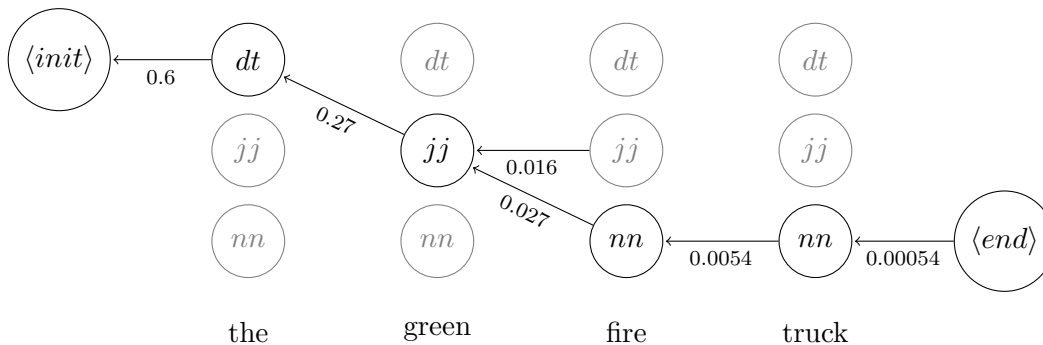 ⟨init⟩ dt dt dt dt
0.6
0.27
jj jj jj jj
0.016
0.027
nn nn nn nn ⟨end⟩
0.0054 0.00054
the green fire truck